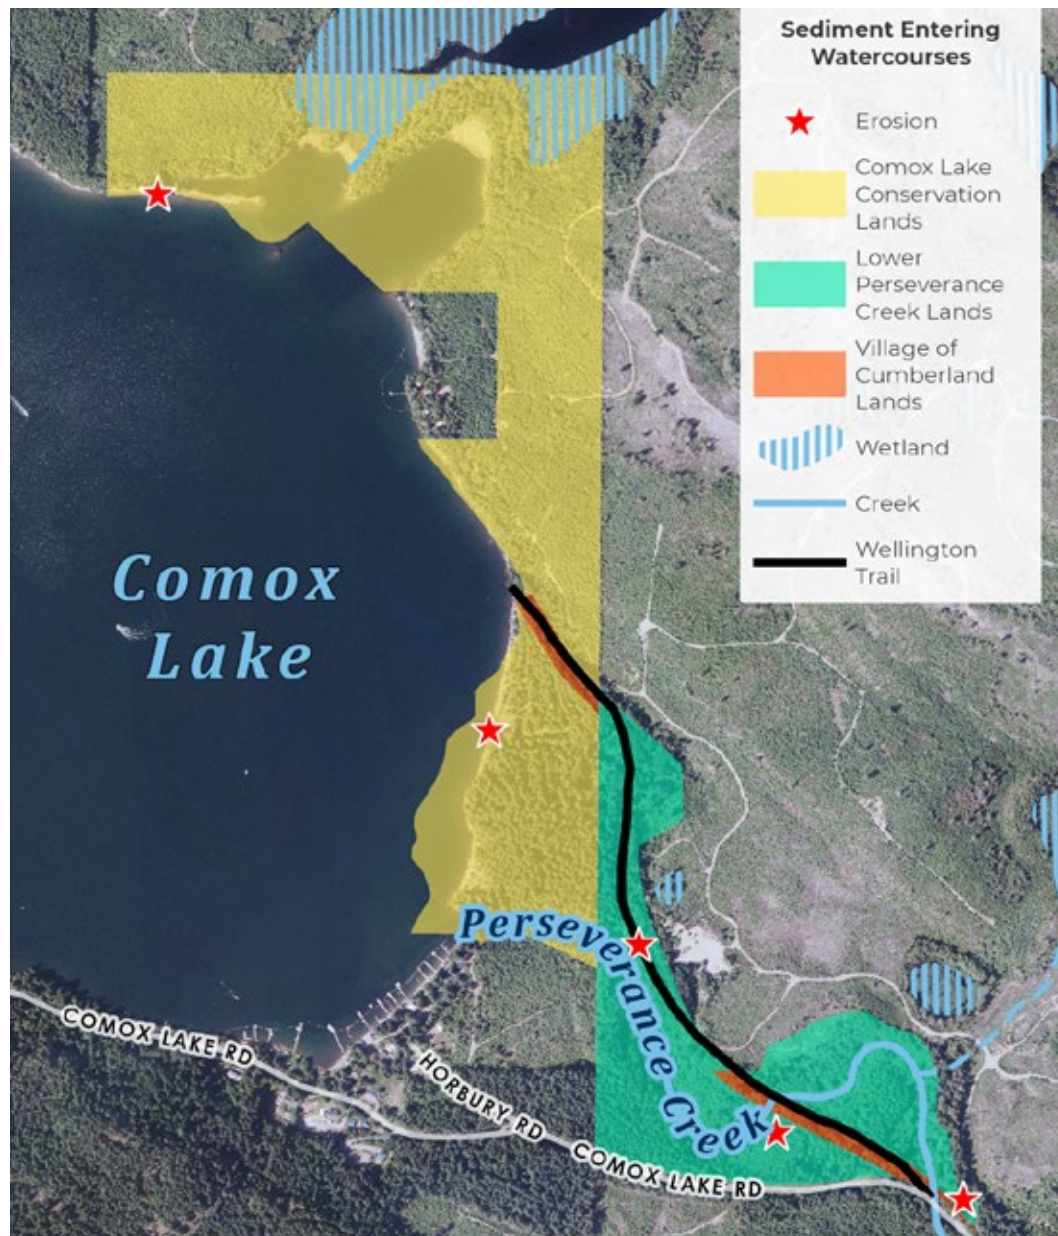 Sediment Entering
Watercourses
Erosion
Comox Lake
Conservation
Lands
Lower
Perseverance
Creek Lands
Village of
Cumberland
Lands
Wetland
Creek
Wellington
Trail
Comox
Lake
Perseverance Creek
COMOX LAKE RD
HORBURY RD
COMOX LAKE RD